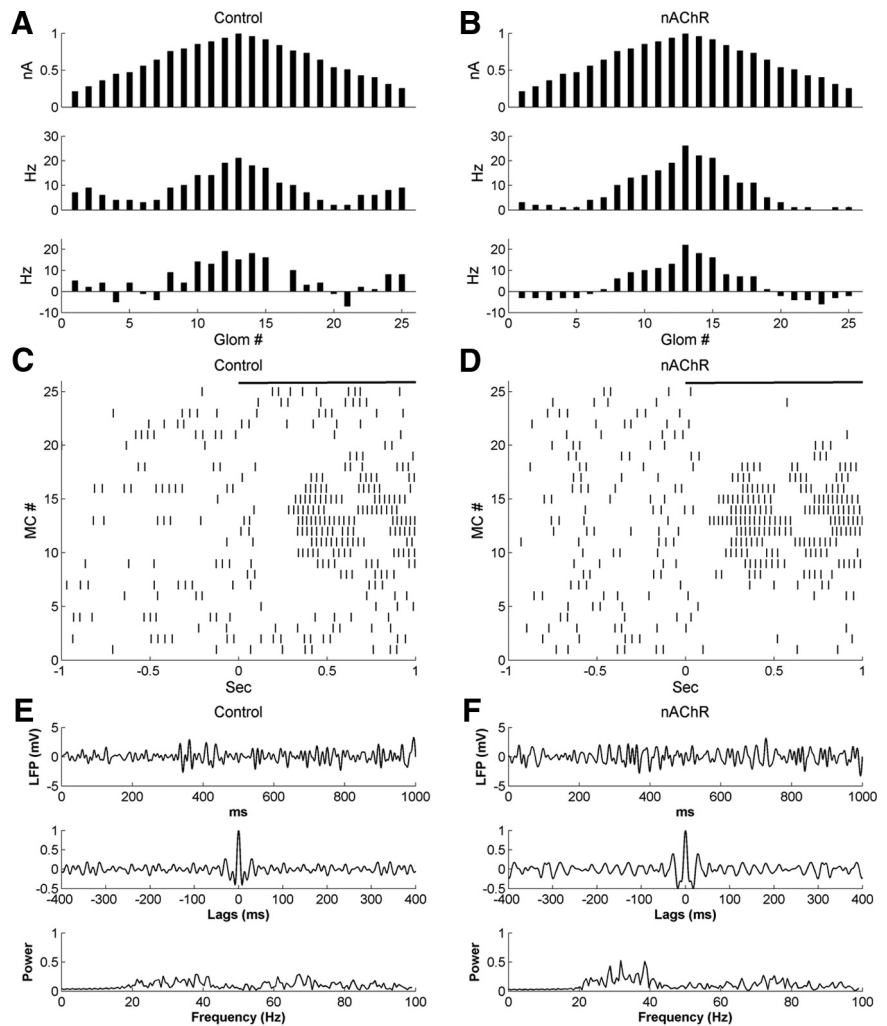 A
Control
1
0.5
0
nA
30
20
10
0
Hz
20
10
0
-10
Hz
0 5 10 15 20 25
Glom #
B
nAChR
1
0.5
0
nA
30
20
10
0
Hz
20
10
0
-10
Hz
0 5 10 15 20 25
Glom #
C
Control
25
20
15
10
5
0
MC #
-1 -0.5 0 0.5 1
Sec
D
nAChR
25
20
15
10
5
0
MC #
-1 -0.5 0 0.5 1
Sec
E
Control
5
0
-5
LFP (mV)
0 200 400 600 800 1000
ms
1
0.5
0
-0.5
-400 -300 -200 -100 0 100 200 300 400
Lags (ms)
1
0.5
0
Power
0 20 40 60 80 100
Frequency (Hz)
F
nAChR
5
0
-5
LFP (mV)
0 200 400 600 800 1000
ms
1
0.5
0
-0.5
-400 -300 -200 -100 0 100 200 300 400
Lags (ms)
1
0.5
0
Power
0 20 40 60 80 100
Frequency (Hz)